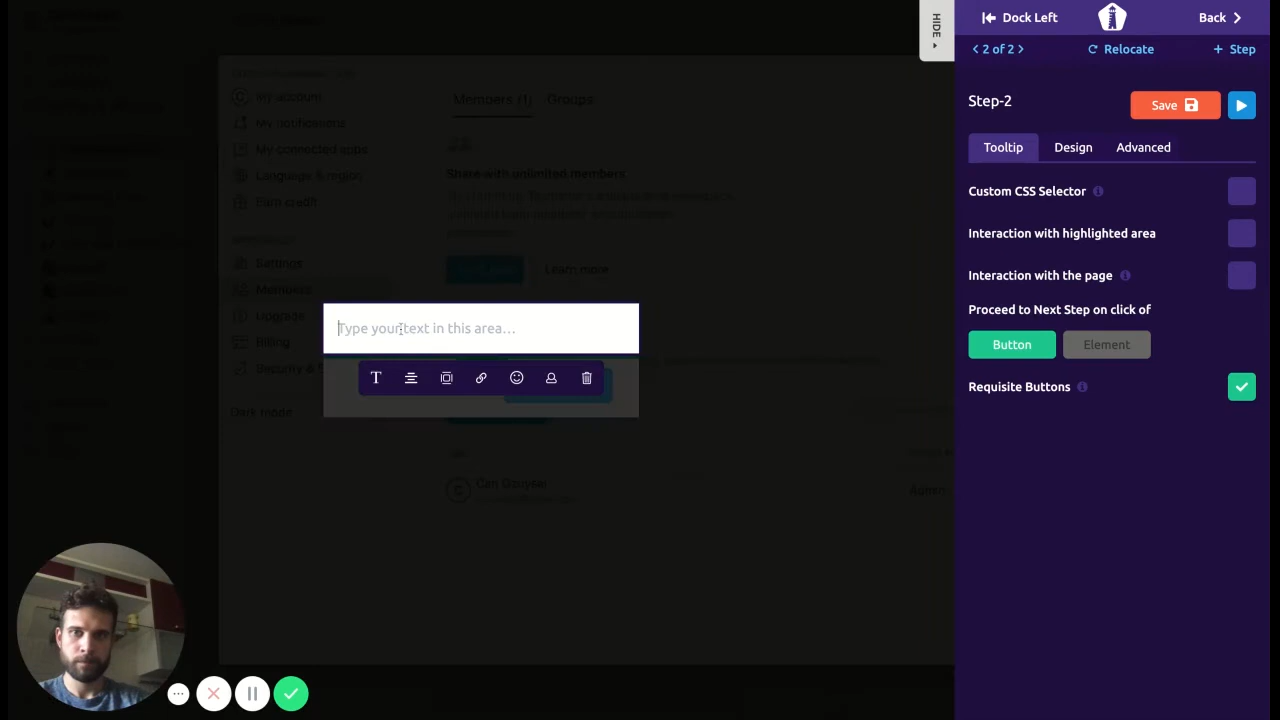 HIDE
Dock Left
Back
2 of 2
Relocate
+ Step
Step-2
Save
Tooltip
Design
Advanced
Custom CSS Selector
Interaction with highlighted area
Interaction with the page
Proceed to Next Step on click of
Button
Element
Requisite Buttons
My account
My notifications
My connected apps
Language & region
Earn credit
Settings
Members
Upgrade
Billing
Security &
Dark mode
Members (1)
Groups
Share with unlimited members
Learn more
Type your text in this area...
T
Can Ozuysal
Admin